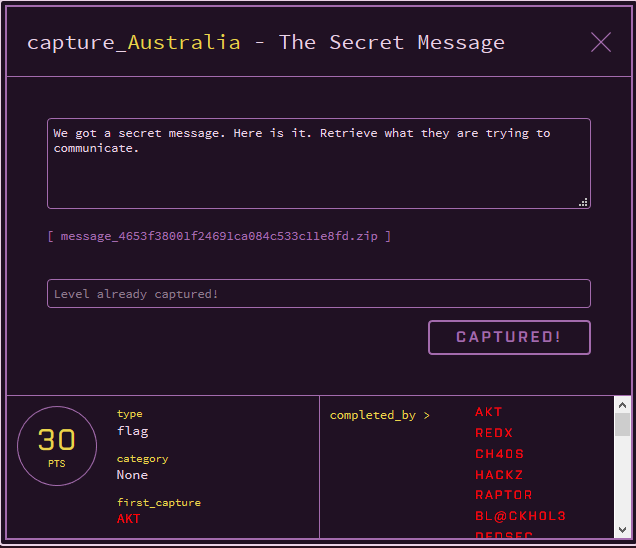 capture_Australia - The Secret Message
We got a secret message. Here is it. Retrieve what they are trying to
communicate.
[ message_4653f38001f24691ca084c533c11e8fd.zip ]
Level already captured!
CAPTURED!
30
PTS
type
flag
category
None
first_capture
AKT
completed_by >
AKT
REDX
CH40S
HACKZ
RAPTOR
BL@CKH0L3